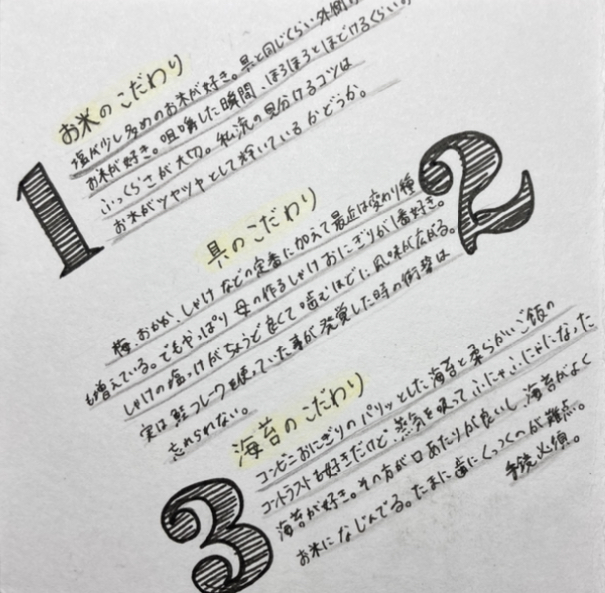 1
お米のこだわり
塩が少し多めのお米が好き。具と同じくらい外側
お米が好き。咀嚼した瞬間、ほろほろとほどけるくらいの
ふっくらさが大切。私流の見分けるコツは
お米がツヤツヤとして輝いているかどうか。
2
具のこだわり
梅、おかか、しゃけなどの定番に加えて最近は変わり種
も増えている。でもやっぱり母の作るしゃけおにぎりが1番好き。
しゃけの塩っけがちょうど良くて噛むほどに風味が広がる。
実は鮭フレークを使っていた事が発覚した時の衝撃は
忘れられない。
3
海苔のこだわり
コンビニおにぎりのパリッとした海苔と柔らかいご飯の
コントラストも好きだけど、蒸気を吸ってふにゃふにゃになった
海苔が好き。その方が口あたりが良いし、海苔がよく
お米になじんでる。たまに歯にくっつくのが難点。
手鏡必須。